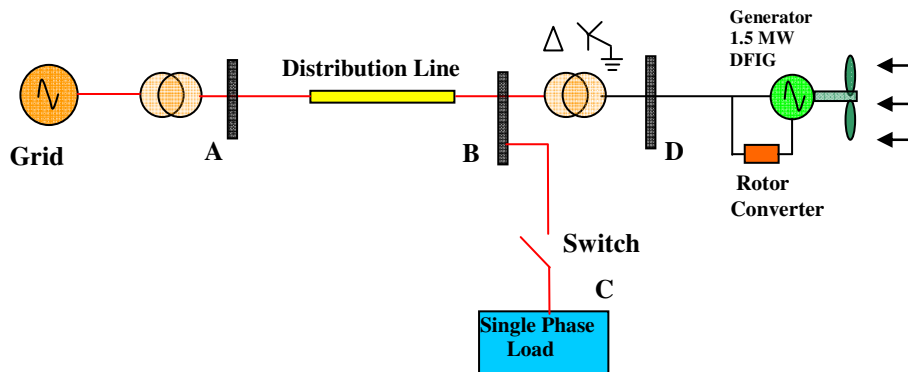 Generator
1.5 MW
DFIG
Δ
Distribution Line
Grid
A
B
D
Rotor
Converter
Switch
C
Single Phase
Load